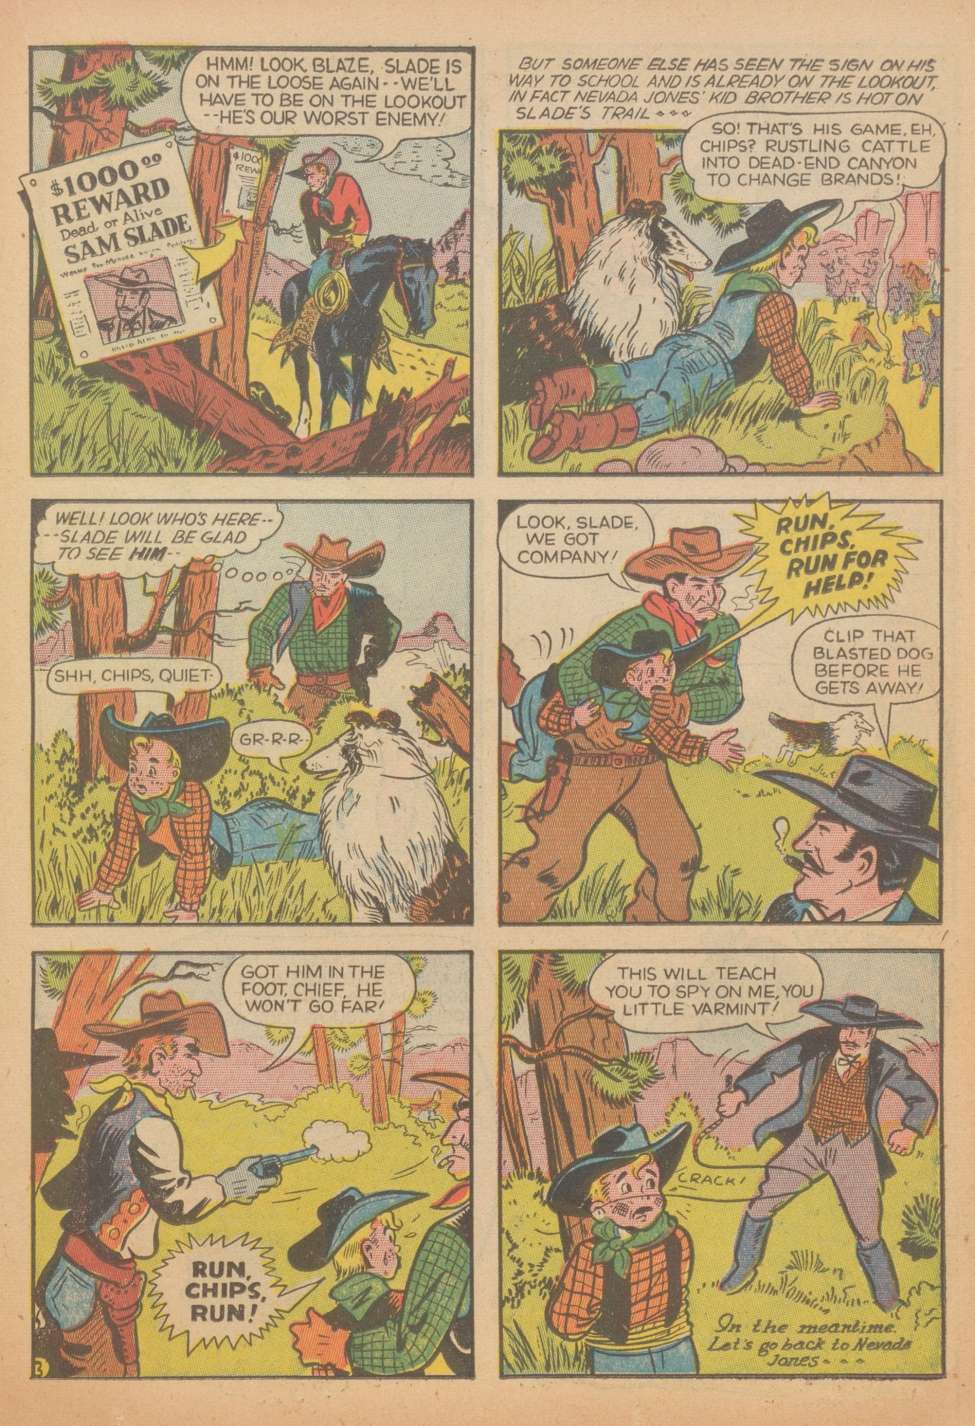 HMM! LOOK, BLAZE, SLADE IS
ON THE LOOSE AGAIN--WE'LL
HAVE TO BE ON THE LOOKOUT
--HE'S OUR WORST ENEMY!
$1000.00
REWARD
Dead or Alive
SAM SLADE
$1000
REW
BUT SOMEONE ELSE HAS SEEN THE SIGN ON HIS
WAY TO SCHOOL AND IS ALREADY ON THE LOOKOUT,
IN FACT NEVADA JONES' KID BROTHER IS HOT ON
SLADE'S TRAIL
SO! THAT'S HIS GAME, EH,
CHIPS? RUSTLING CATTLE
INTO DEAD-END CANYON
TO CHANGE BRANDS!
WELL! LOOK WHO'S HERE--
--SLADE WILL BE GLAD
TO SEE HIM--
SHH, CHIPS, QUIET-
GR-R-R--
LOOK, SLADE,
WE GOT
COMPANY!
RUN,
CHIPS,
RUN FOR
HELP!
CLIP THAT
BLASTED DOG
BEFORE HE
GETS AWAY!
GOT HIM IN THE
FOOT, CHIEF, HE
WON'T GO FAR!
RUN,
CHIPS,
RUN!
3
THIS WILL TEACH
YOU TO SPY ON ME, YOU
LITTLE VARMINT!
CRACK!
In the meantime.
Let's go back to Nevada
Jones